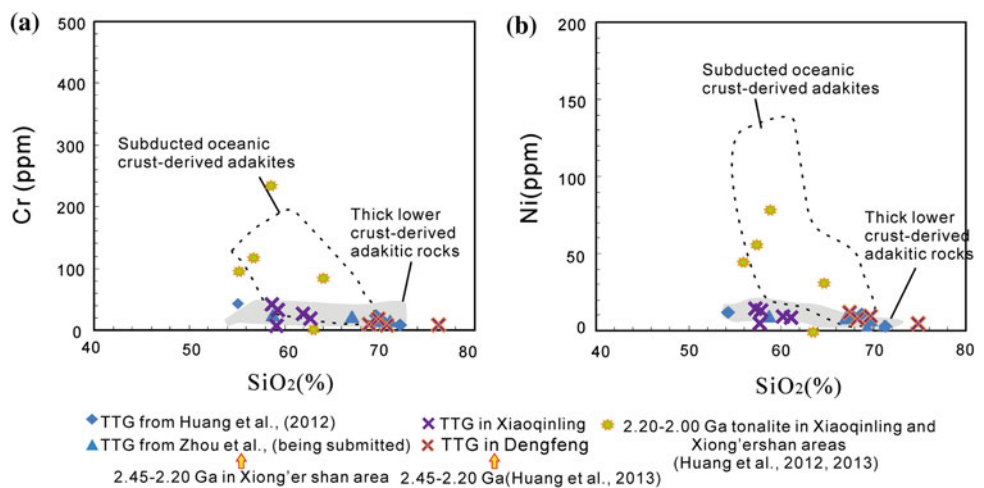 (a)
500
400
300
200
100
0
Cr (ppm)
Subducted oceanic
crust-derived adakites
Thick lower
crust-derived
adakitic rocks
40
50
60
70
80
SiO2(%)
(b)
200
150
100
50
0
Ni(ppm)
Subducted oceanic
crust-derived adakites
Thick lower
crust-derived
adakitic rocks
40
50
60
70
80
SiO2(%)
TTG from Huang et al., (2012)
TTG in Xiaoqinling
2.20-2.00 Ga tonalite in Xiaoqinling and
Xiong'ershan areas
(Huang et al., 2012, 2013)
TTG from Zhou et al., (being submitted)
TTG in Dengfeng
2.45-2.20 Ga in Xiong'er shan area
2.45-2.20 Ga(Huang et al., 2013)